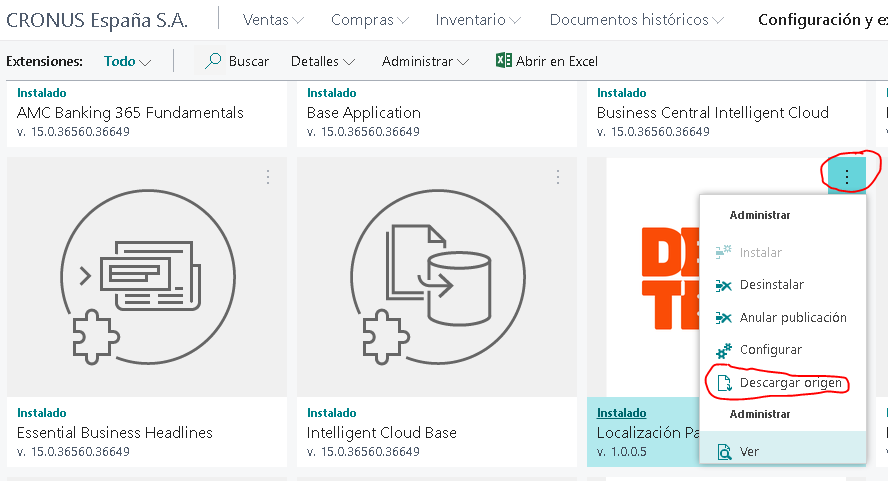 CRONUS España S.A.
Ventas
Compras
Inventario
Documentos históricos
Configuración y
Extensiones:
Todo
Buscar
Detalles
Administrar
Abrir en Excel
Instalado
AMC Banking 365 Fundamentals
v. 15.0.36560.36649
Instalado
Base Application
v. 15.0.36560.36649
Instalado
Business Central Intelligent Cloud
v. 15.0.36560.36649
Administrar
Instalar
Desinstalar
Anular publicación
Configurar
Descargar origen
Administrar
Ver
Instalado
Essential Business Headlines
v. 15.0.36560.36649
Instalado
Intelligent Cloud Base
v. 15.0.36560.36649
Instalado
Localización
v. 1.0.0.5